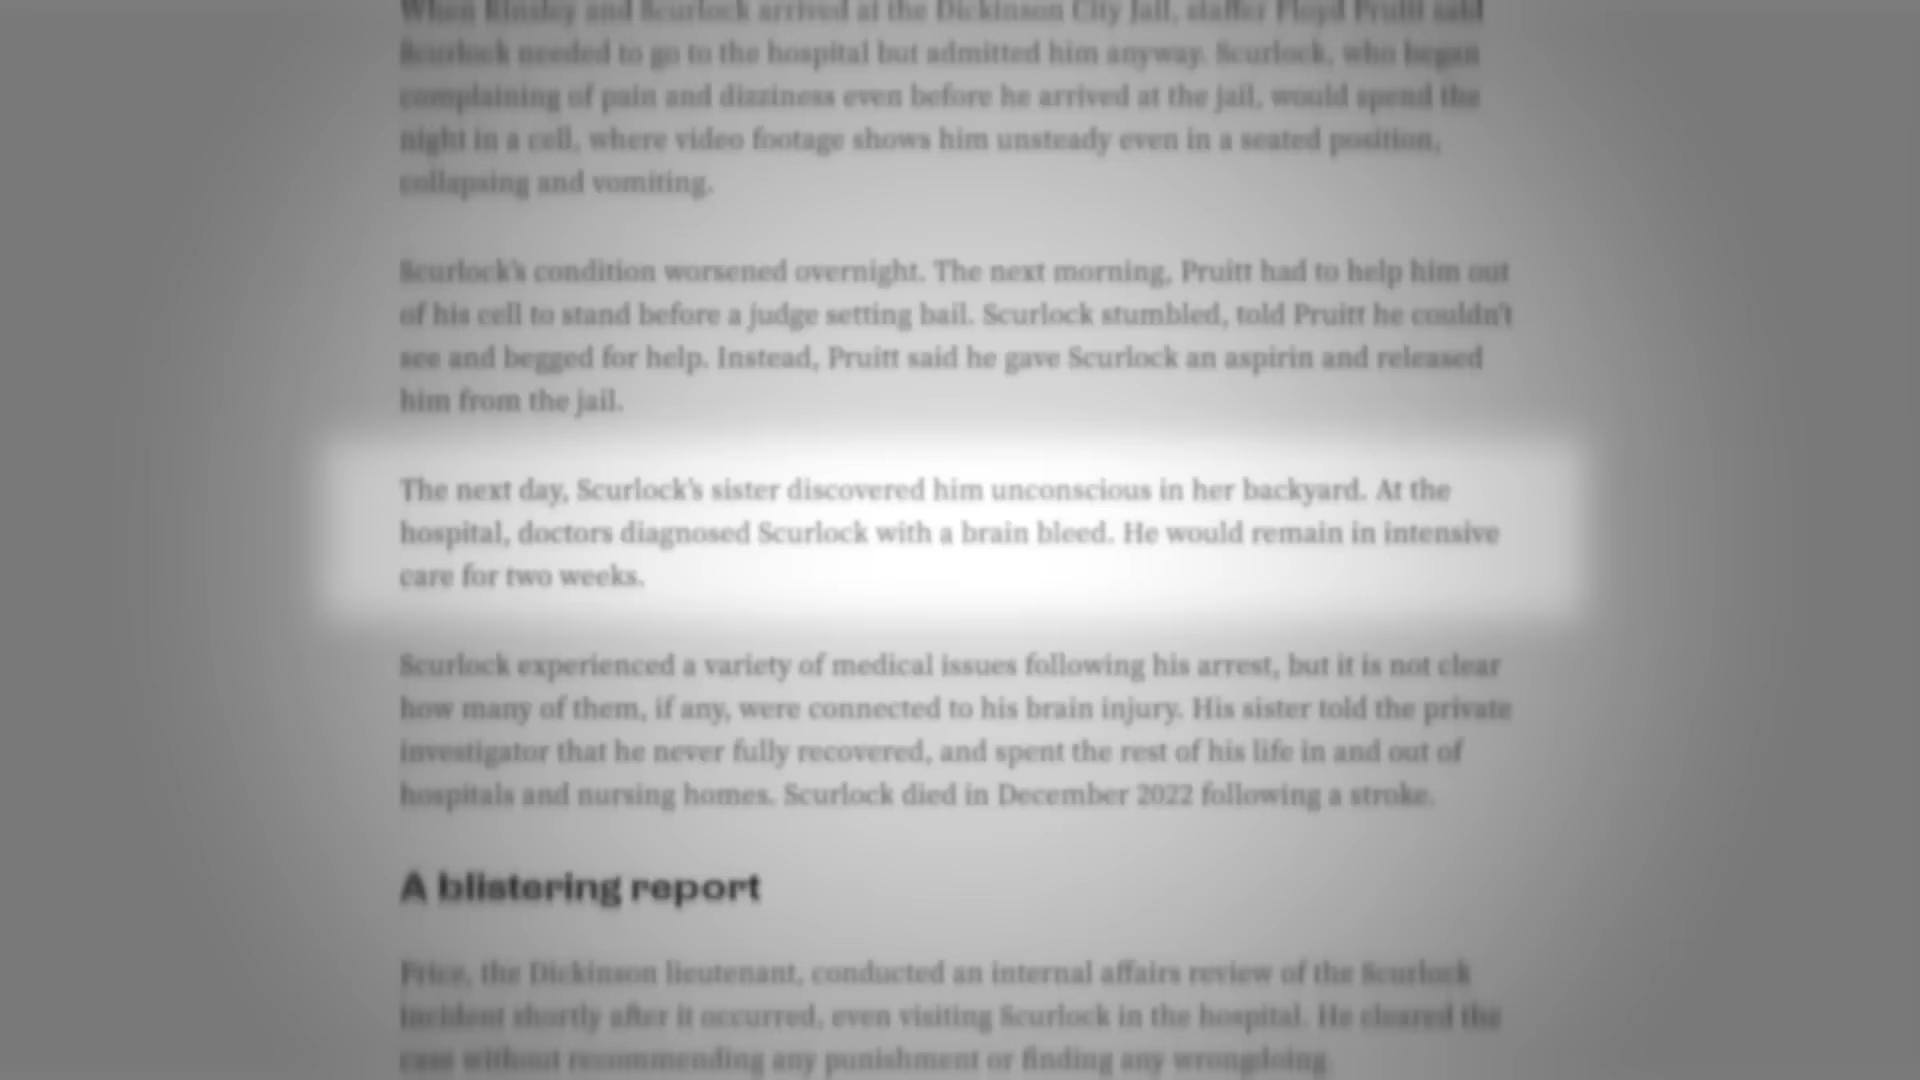 When Kinsley and Scurlock arrived at the Dickinson City Jail, staffer Floyd Pruitt said
Scurlock needed to go to the hospital but admitted him anyway. Scurlock, who began
complaining of pain and dizziness even before he arrived at the jail, would spend the
night in a cell, where video footage shows him unsteady even in a seated position,
collapsing and vomiting.
Scurlock's condition worsened overnight. The next morning, Pruitt had to help him out
of his cell to stand before a judge setting bail. Scurlock stumbled, told Pruitt he couldn't
see and begged for help. Instead, Pruitt said he gave Scurlock an aspirin and released
him from the jail.
The next day, Scurlock's sister discovered him unconscious in her backyard. At the
hospital, doctors diagnosed Scurlock with a brain bleed. He would remain in intensive
care for two weeks.
Scurlock experienced a variety of medical issues following his arrest, but it is not clear
how many of them, if any, were connected to his brain injury. His sister told the private
investigator that he never fully recovered, and spent the rest of his life in and out of
hospitals and nursing homes. Scurlock died in December 2022 following a stroke.
A blistering report
Price, the Dickinson lieutenant, conducted an internal affairs review of the Scurlock
incident shortly after it occurred, even visiting Scurlock in the hospital. He cleared the
case without recommending any punishment or finding any wrongdoing.